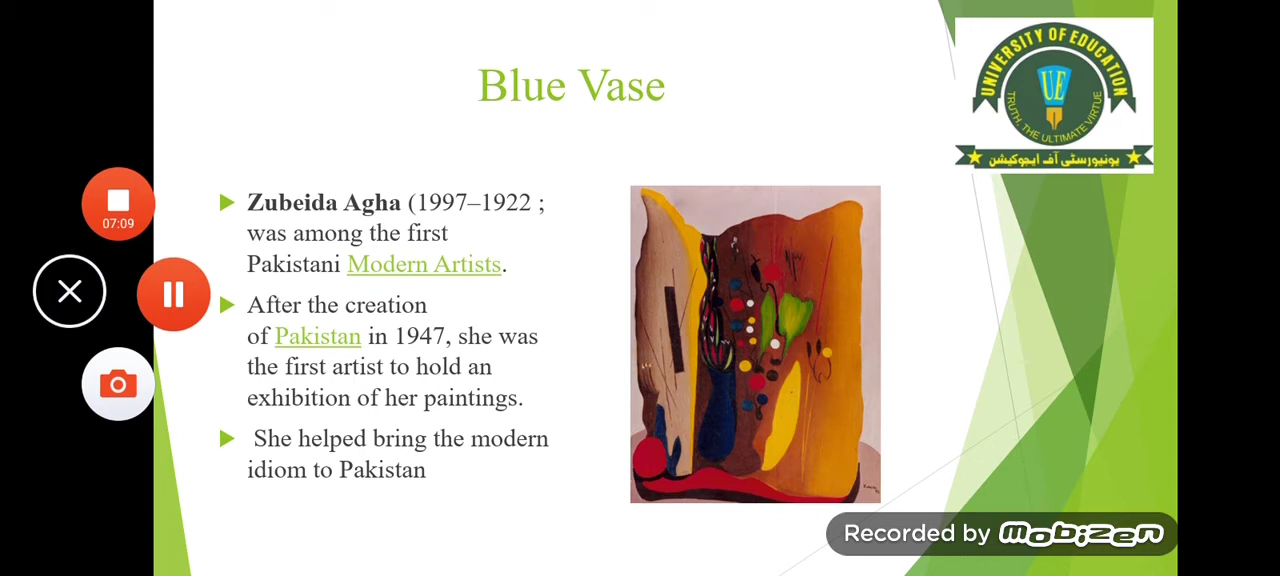 Blue Vase
UNIVERSITY OF EDUCATION
UE
TRUTH, THE ULTIMATE VIRTUE
یونیورسٹی آف ایجوکیشن
Zubeida Agha (1997–1922 ;
was among the first
Pakistani Modern Artists.
After the creation
of Pakistan in 1947, she was
the first artist to hold an
exhibition of her paintings.
She helped bring the modern
idiom to Pakistan
07:09
Recorded by MOBIZEN